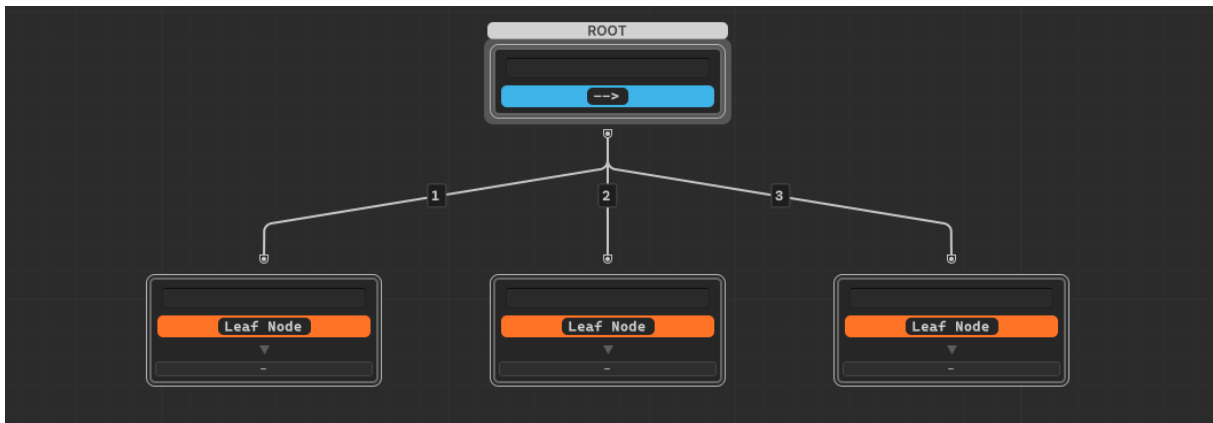 ROOT
-->
1 2 3
Leaf Node Leaf Node Leaf Node
- - -